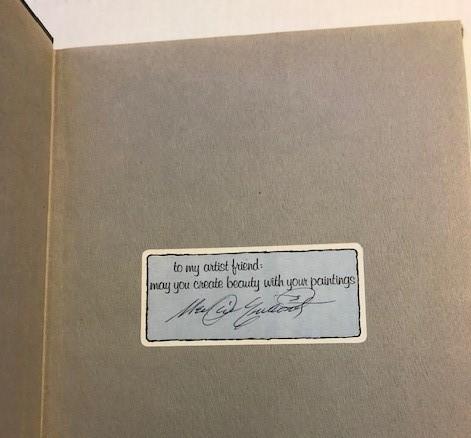 to my artist friend:
may you create beauty with your paintings